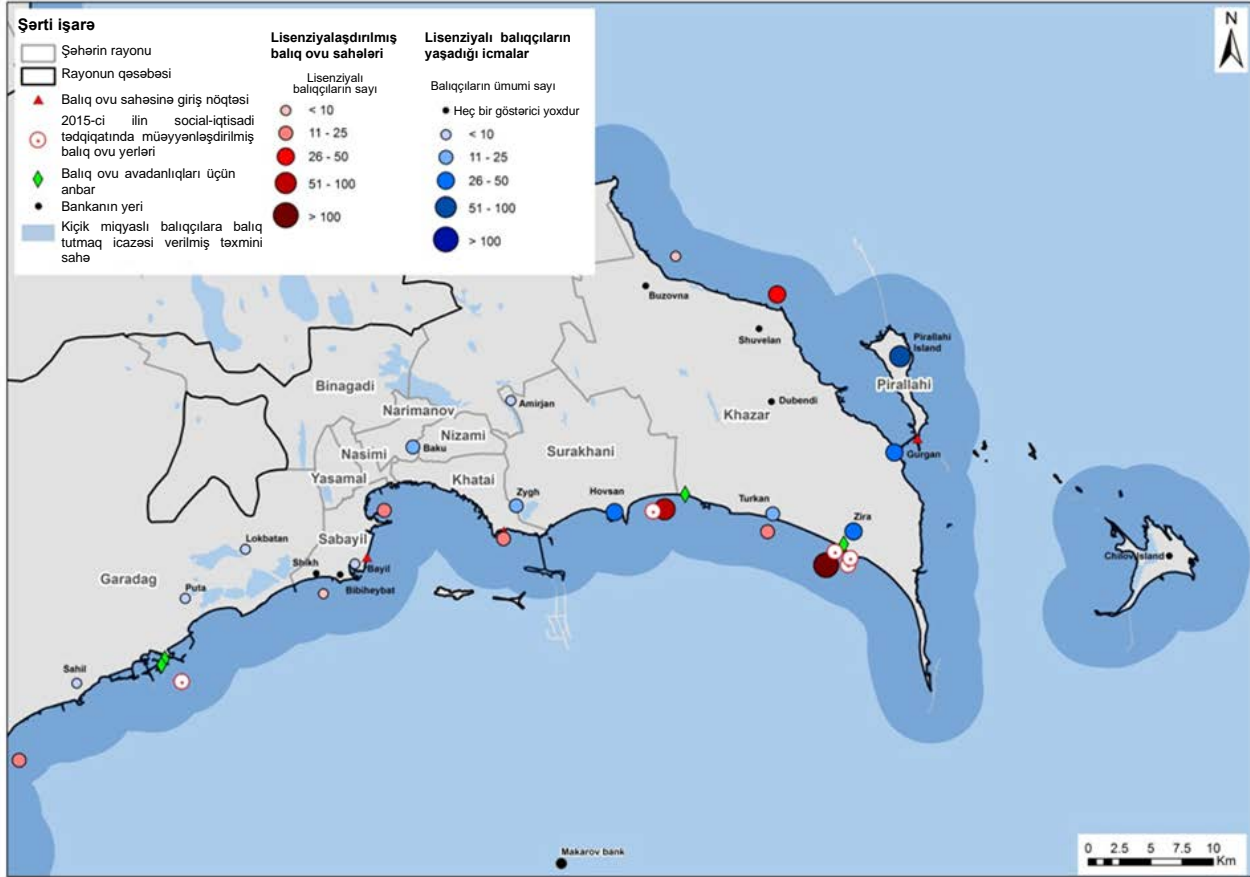 Şərti işarə
Şəhərin rayonu
Rayonun qəsəbəsi
Balıq ovu sahəsinə giriş nöqtəsi
2015-ci ilin social-iqtisadi
tədqiqatında müəyyənləşdirilmiş
balıq ovu yerləri
Balıq ovu avadanlıqları üçün
anbar
Bankanın yeri
Kiçik miqyaslı balıqçılara balıq
tutmaq icazəsi verilmiş təxmini
sahə
Lisenziyalaşdırılmış
balıq ovu sahələri
Lisenziyalı
balıqçıların sayı
< 10
11 - 25
26 - 50
51 - 100
> 100
Lisenziyalı balıqçıların
yaşadığı icmalar
Balıqçıların ümumi sayı
Heç bir göstərici yoxdur
< 10
11 - 25
26 - 50
51 - 100
> 100
N
Buzovna
Shuvelan
Pirallahi
Island
Pirallahi
Binagadi
Dubendi
Amirjan
Narimanov
Khazar
Nizami
Baku
Nasimi
Surakhani
Gurgan
Yasamal
Khatai
Zygh
Hovsan
Turkan
Zira
Sabayil
Lokbatan
Chilov Island
Shikh
Bayil
Garadag
Bibiheybat
Puta
Sahil
Makarov bank
0 2.5 5 7.5 10
Km